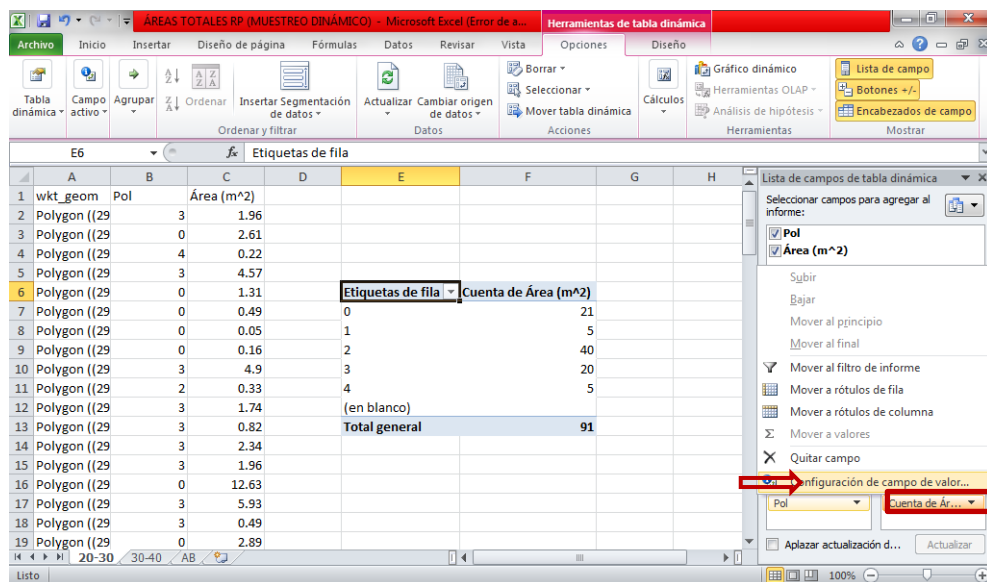 ÁREAS TOTALES RP (MUESTREO DINÁMICO) - Microsoft Excel (Error de a...
Herramientas de tabla dinámica
Archivo Inicio Insertar Diseño de página Fórmulas Datos Revisar Vista Opciones Diseño
Tabla dinámica
Campo activo
Agrupar
Ordenar
Insertar Segmentación de datos
Ordenar y filtrar
Actualizar
Cambiar origen de datos
Datos
Borrar
Seleccionar
Mover tabla dinámica
Acciones
Cálculos
Gráfico dinámico
Herramientas OLAP
Análisis de hipótesis
Herramientas
Lista de campo
Botones +/-
Encabezados de campo
Mostrar
E6 fx Etiquetas de fila
A B C D E F G H
1 wkt_geom Pol Área (m^2)
2 Polygon ((29 3 1.96
3 Polygon ((29 0 2.61
4 Polygon ((29 4 0.22
5 Polygon ((29 3 4.57
6 Polygon ((29 0 1.31 Etiquetas de fila Cuenta de Área (m^2)
7 Polygon ((29 0 0.49 0 21
8 Polygon ((29 0 0.05 1 5
9 Polygon ((29 0 0.16 2 40
10 Polygon ((29 3 4.9 3 20
11 Polygon ((29 2 0.33 4 5
12 Polygon ((29 3 1.74 (en blanco)
13 Polygon ((29 3 0.82 Total general 91
14 Polygon ((29 3 2.34
15 Polygon ((29 3 1.96
16 Polygon ((29 0 12.63
17 Polygon ((29 3 5.93
18 Polygon ((29 3 0.49
19 Polygon ((29 0 2.89
Lista de campos de tabla dinámica
Seleccionar campos para agregar al
informe:
Pol
Área (m^2)
Subir
Bajar
Mover al principio
Mover al final
Mover al filtro de informe
Mover a rótulos de fila
Mover a rótulos de columna
Σ Mover a valores
Quitar campo
Configuración de campo de valor...
Pol Cuenta de Ár...
Aplazar actualización d... Actualizar
20-30 30-40 AB
Listo 100%